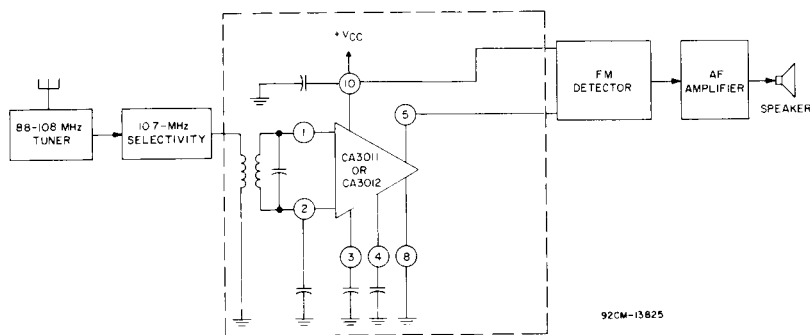 + VCC
10
88-108 MHz
TUNER
10 7-MHz
SELECTIVITY
1
2
CA3011
OR
CA3012
5
3
4
8
FM
DETECTOR
AF
AMPLIFIER
SPEAKER
92CM-13825